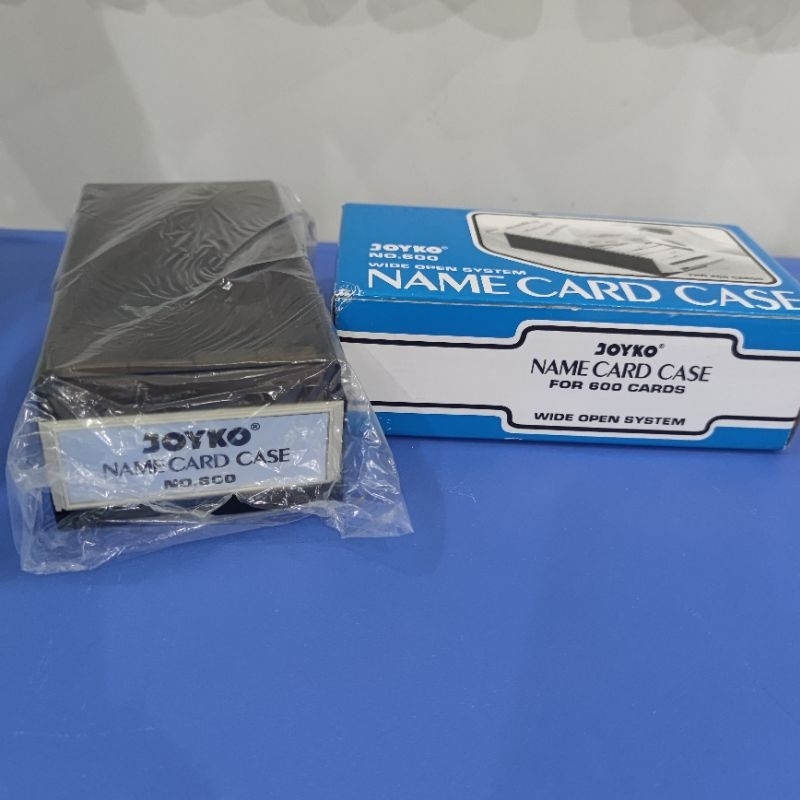 JOYKO®
NAME CARD CASE
NO.600
JOYKO®
NO.600
WIDE OPEN SYSTEM
NAME CARD CASE
FOR 600 CARDS
JOYKO®
NAME CARD CASE
FOR 600 CARDS
WIDE OPEN SYSTEM